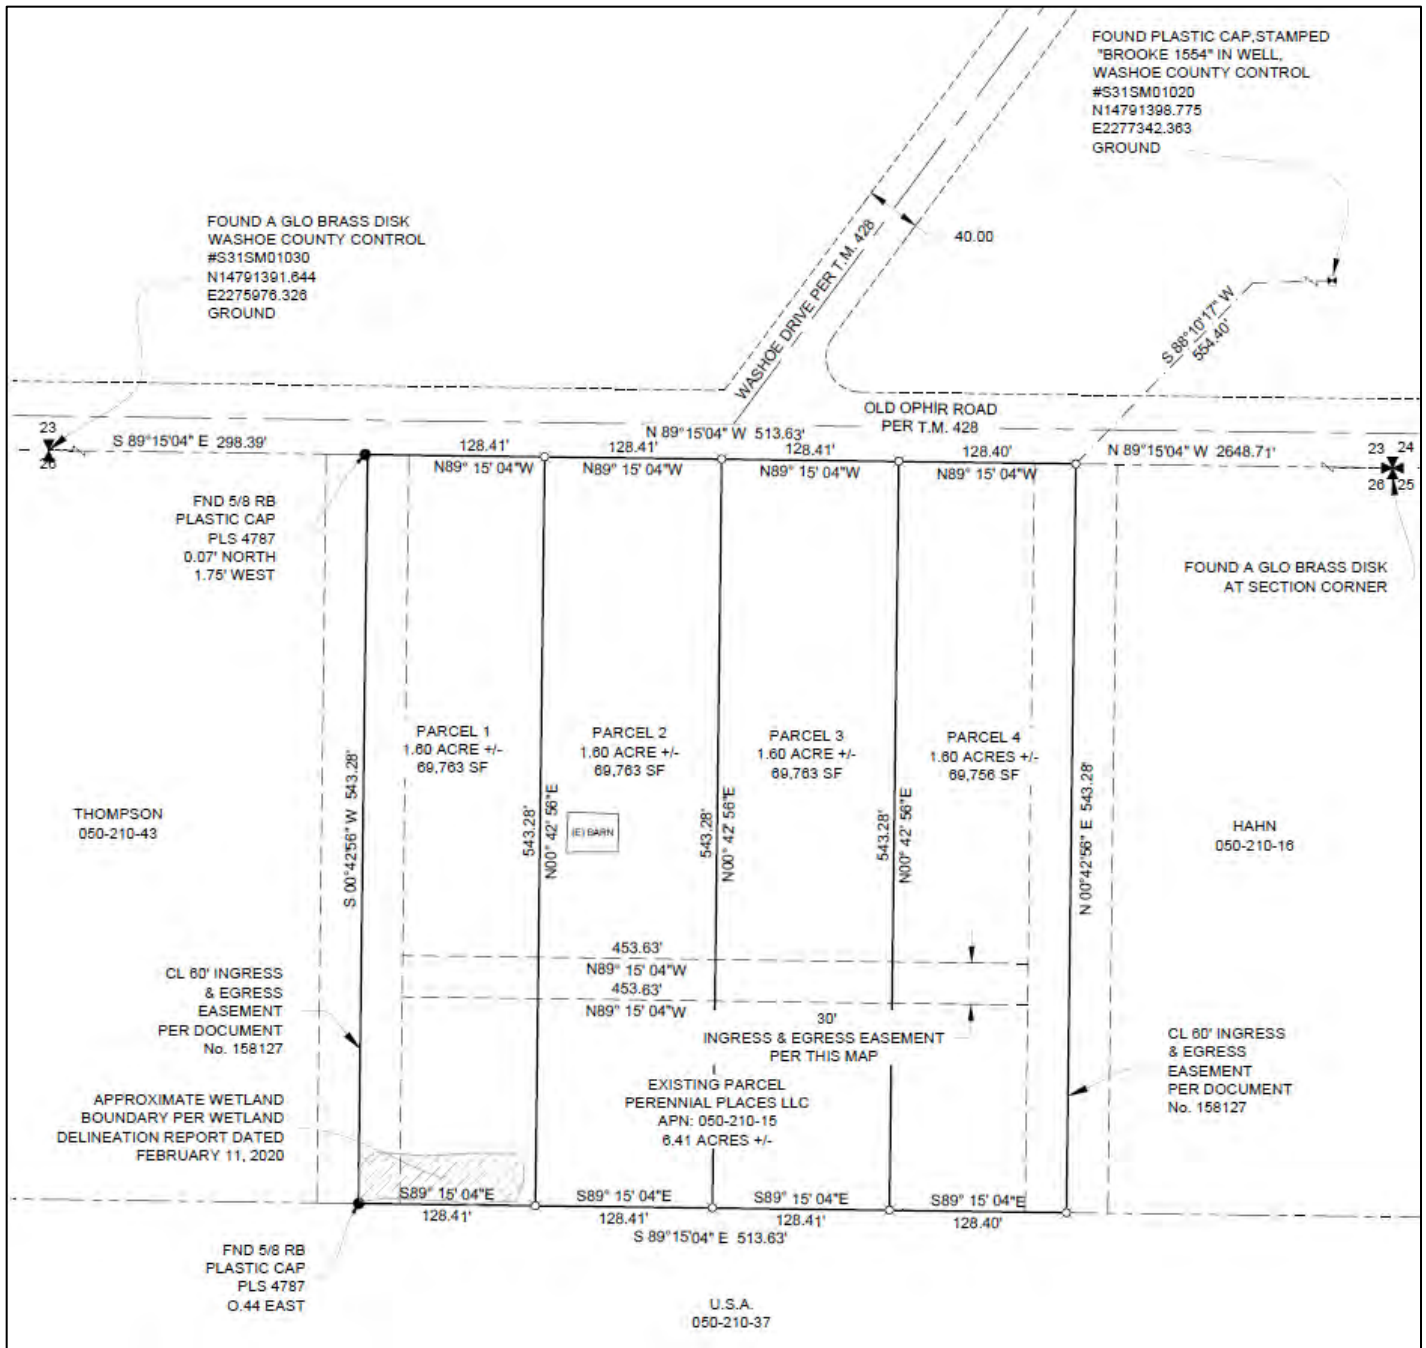 FOUND PLASTIC CAP,STAMPED
"BROOKE 1554" IN WELL,
WASHOE COUNTY CONTROL
#S31SM01020
N14791398.775
E2277342.363
GROUND
FOUND A GLO BRASS DISK
WASHOE COUNTY CONTROL
#S31SM01030
N14791391.644
E2275976.326
GROUND
40.00
WASHOE DRIVE PER T.M. 428
S 88°10'17" W
554.40'
OLD OPHIR ROAD
PER T.M. 428
23
26
S 89°15'04" E 298.39'
N 89°15'04" W 513.63'
128.41'
128.41'
128.41'
128.40'
N89° 15' 04"W
N89° 15' 04"W
N89° 15' 04"W
N89° 15' 04"W
N 89°15'04" W 2648.71'
23 24
26 25
FND 5/8 RB
PLASTIC CAP
PLS 4787
0.07' NORTH
1.75' WEST
FOUND A GLO BRASS DISK
AT SECTION CORNER
PARCEL 1
1.60 ACRE +/-
69,763 SF
PARCEL 2
1.60 ACRE +/-
69,763 SF
PARCEL 3
1.60 ACRE +/-
69,763 SF
PARCEL 4
1.60 ACRES +/-
69,756 SF
THOMPSON
050-210-43
S 00°42'56" W 543.28'
543.28'
N00° 42' 56"E
(E) BARN
543.28'
N00° 42' 56"E
543.28'
N00° 42' 56"E
N 00°42'56" E 543.28'
HAHN
050-210-16
453.63'
N89° 15' 04"W
453.63'
N89° 15' 04"W
30'
INGRESS & EGRESS EASEMENT
PER THIS MAP
CL 60' INGRESS
& EGRESS
EASEMENT
PER DOCUMENT
No. 158127
CL 60' INGRESS
& EGRESS
EASEMENT
PER DOCUMENT
No. 158127
EXISTING PARCEL
PERENNIAL PLACES LLC
APN: 050-210-15
6.41 ACRES +/-
APPROXIMATE WETLAND
BOUNDARY PER WETLAND
DELINEATION REPORT DATED
FEBRUARY 11, 2020
S89° 15' 04"E
S89° 15' 04"E
S89° 15' 04"E
S89° 15' 04"E
128.41'
128.41'
128.41'
128.40'
S 89°15'04" E 513.63'
FND 5/8 RB
PLASTIC CAP
PLS 4787
O.44 EAST
U.S.A.
050-210-37